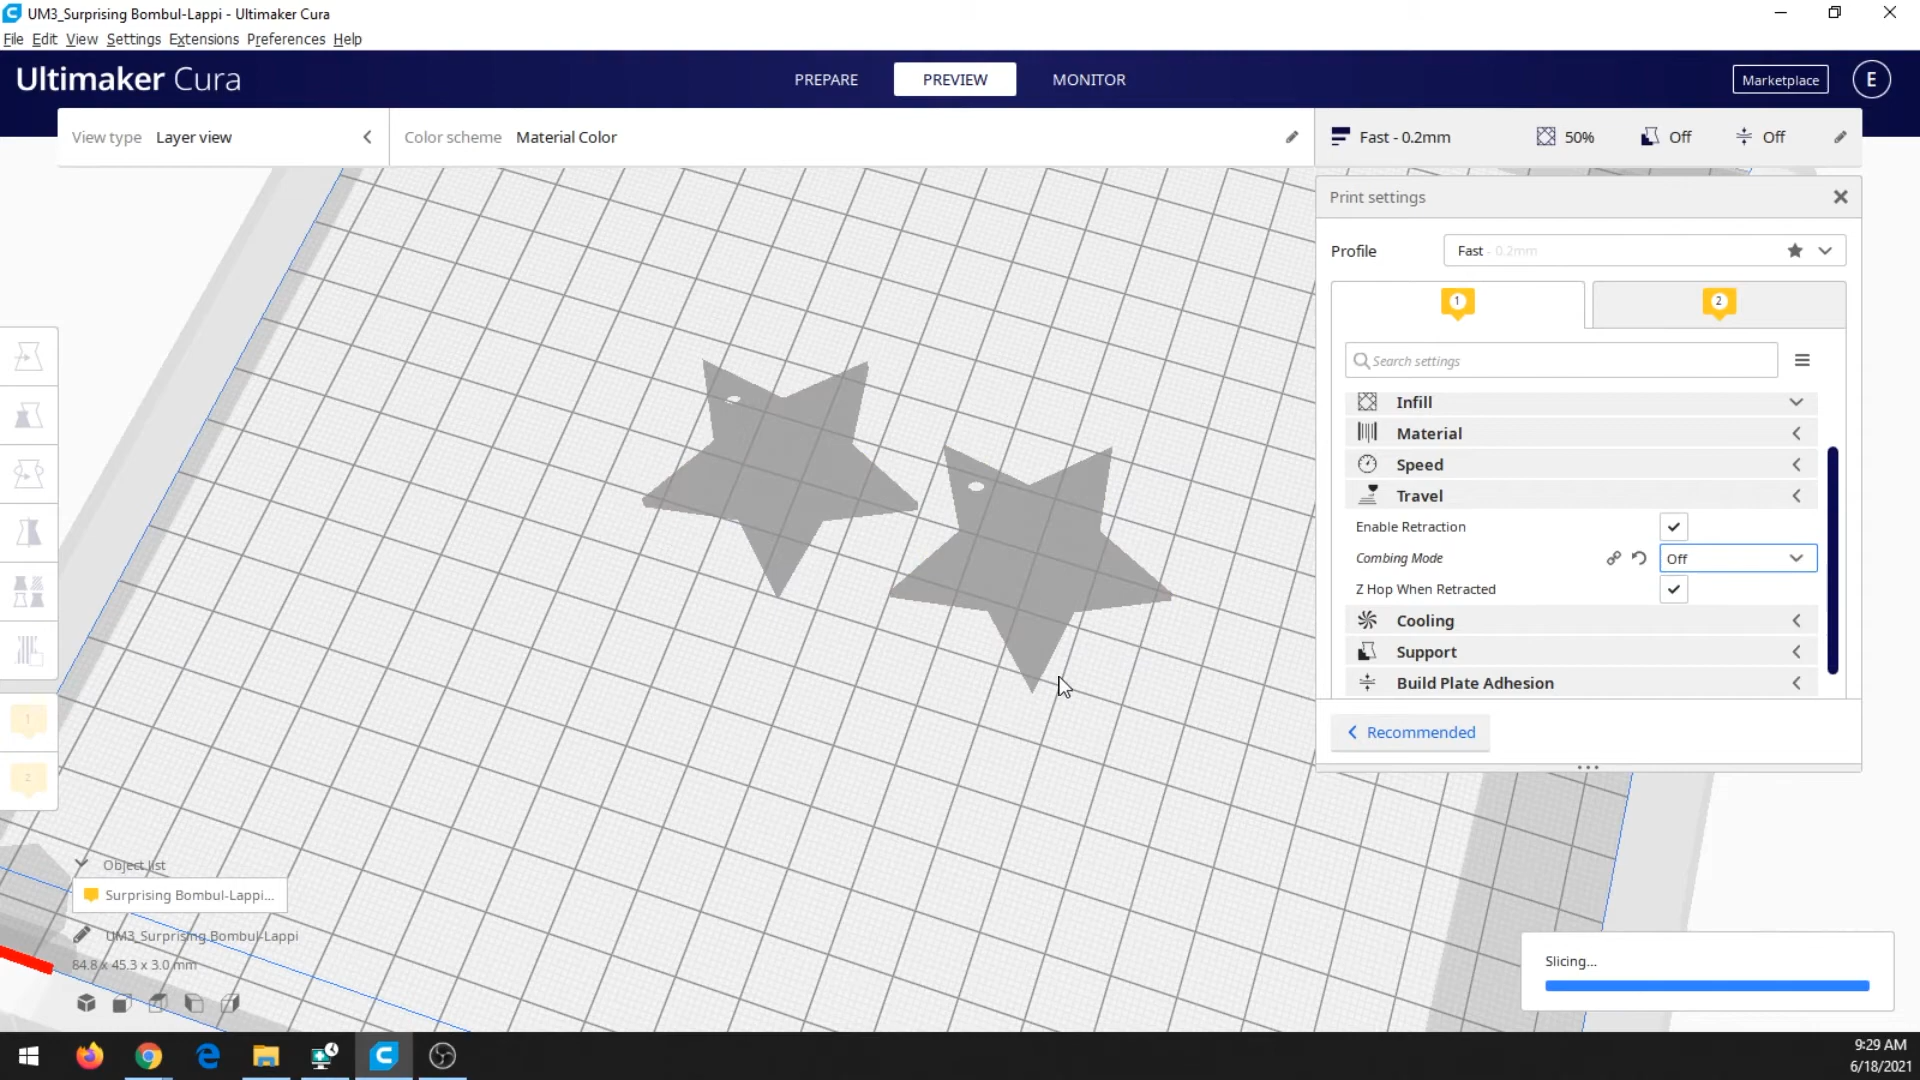 UM3_Surprising Bombul-Lappi - Ultimaker Cura
File Edit View Settings Extensions Preferences Help
Ultimaker Cura
PREPARE
PREVIEW
MONITOR
Marketplace
E
View type Layer view
Color scheme Material Color
Fast - 0.2mm
50%
Off
Off
Print settings
Profile
Fast - 0.2mm
1
2
Search settings
Infill
Material
Speed
Travel
Enable Retraction
Combing Mode
Off
Z Hop When Retracted
Cooling
Support
Build Plate Adhesion
Recommended
1
2
Object list
Surprising Bombul-Lappi...
UM3_Surprising Bombul-Lappi
84.8 x 45.3 x 3.0 mm
Slicing...
9:29 AM
6/18/2021